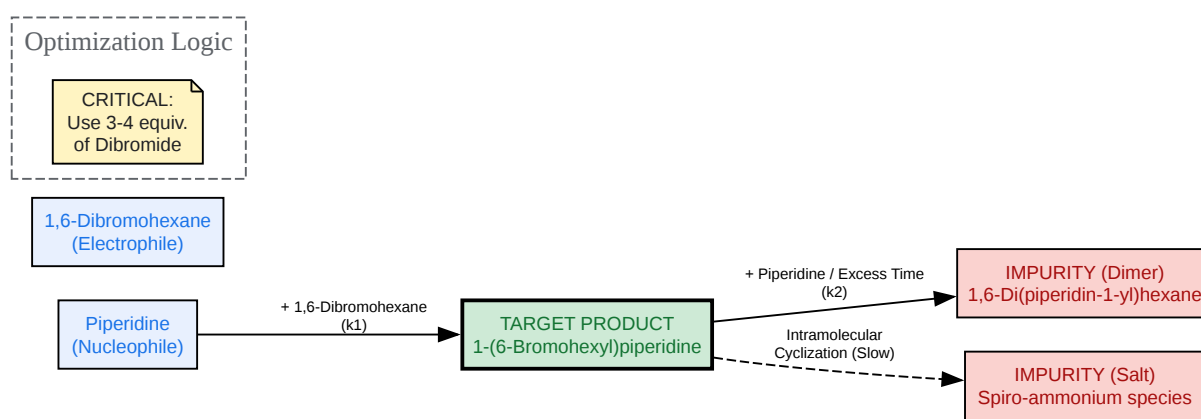 Optimization Logic
CRITICAL:
Use 3-4 equiv.
of Dibromide
1,6-Dibromohexane
(Electrophile)
Piperidine
(Nucleophile)
+ 1,6-Dibromohexane
(k1)
TARGET PRODUCT
1-(6-Bromohexyl)piperidine
+ Piperidine / Excess Time
(k2)
Intramolecular
Cyclization (Slow)
IMPURITY (Dimer)
1,6-Di(piperidin-1-yl)hexane
IMPURITY (Salt)
Spiro-ammonium species